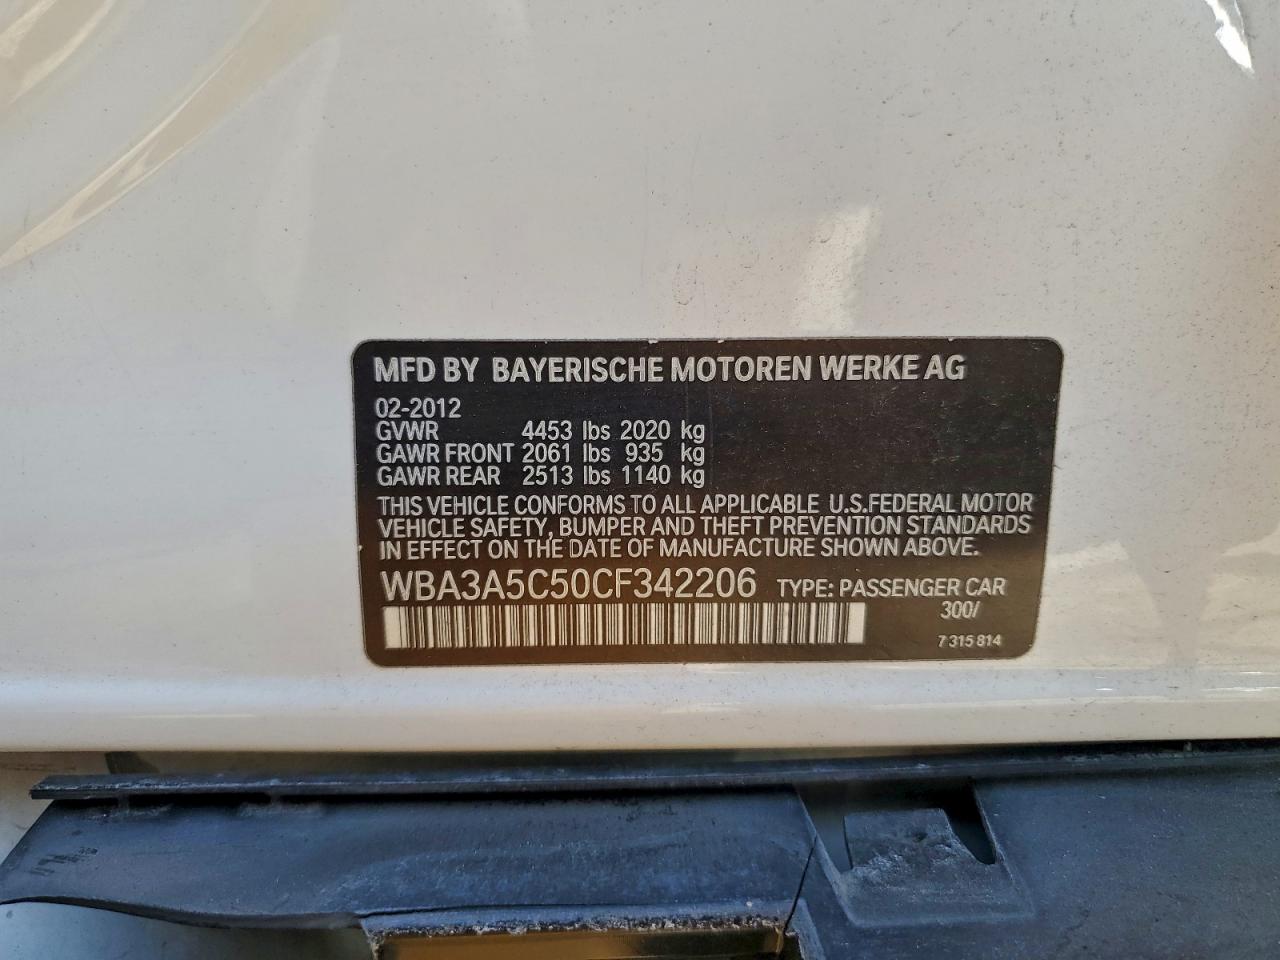 MFD BY BAYERISCHE MOTOREN WERKE AG
02-2012
GVWR 4453 lbs 2020 kg
GAWR FRONT 2061 lbs 935 kg
GAWR REAR 2513 lbs 1140 kg
THIS VEHICLE CONFORMS TO ALL APPLICABLE U.S.FEDERAL MOTOR
VEHICLE SAFETY, BUMPER AND THEFT PREVENTION STANDARDS
IN EFFECT ON THE DATE OF MANUFACTURE SHOWN ABOVE.
WBA3A5C50CF342206 TYPE: PASSENGER CAR
300/
7 315 814